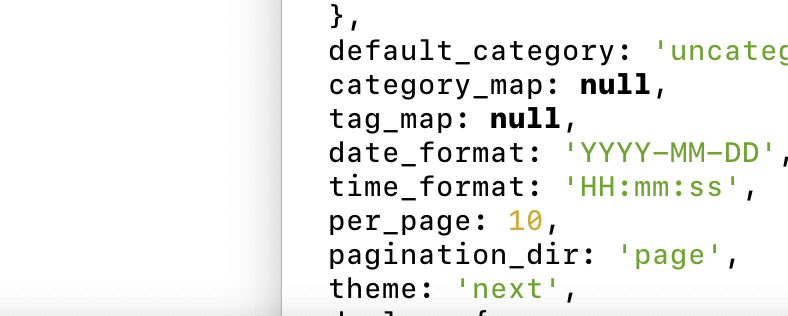 },
default_category: 'uncateg
category_map: null,
tag_map: null,
date_format: 'YYYY-MM-DD',
time_format: 'HH:mm:ss',
per_page: 10,
pagination_dir: 'page',
theme: 'next',